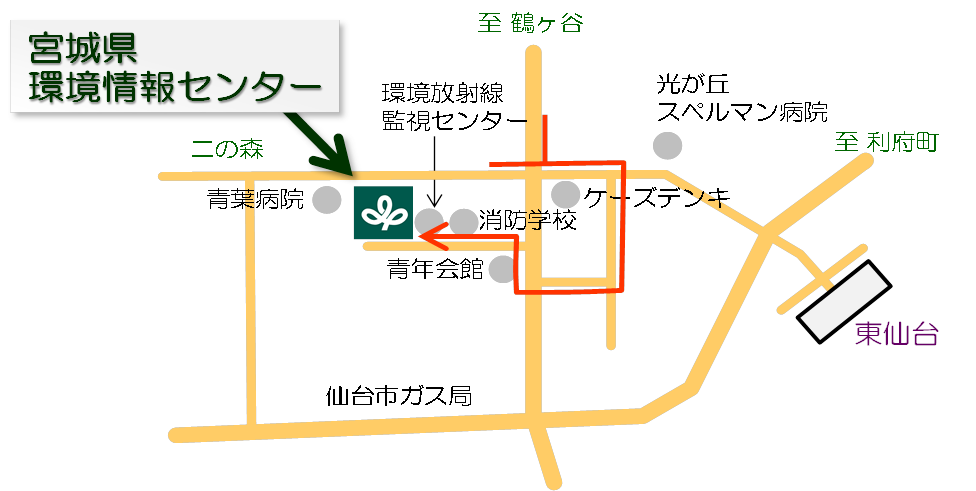 至 鶴ヶ谷
宮城県
環境情報センター
環境放射線
監視センター
光が丘
スペルマン病院
至 利府町
二の森
青葉病院
ケーズデンキ
消防学校
青年会館
東仙台
仙台市ガス局